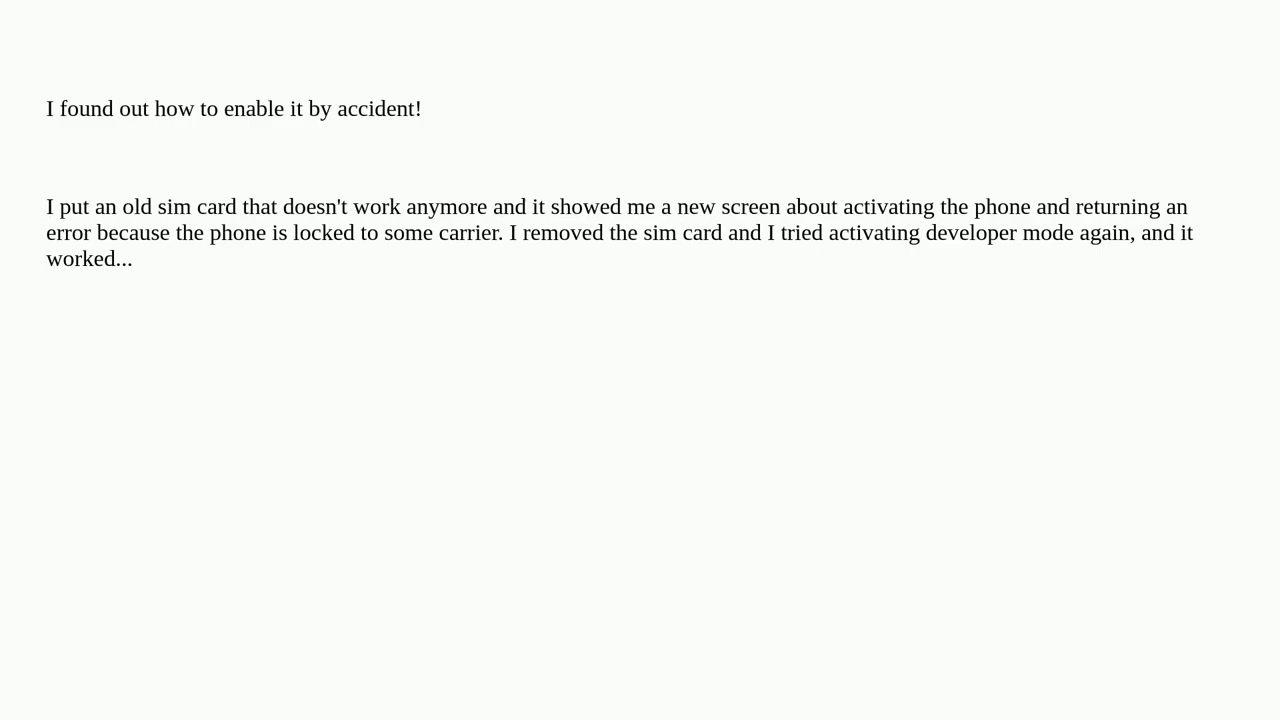 I found out how to enable it by accident!
I put an old sim card that doesn't work anymore and it showed me a new screen about activating the phone and returning an
error because the phone is locked to some carrier. I removed the sim card and I tried activating developer mode again, and it
worked...